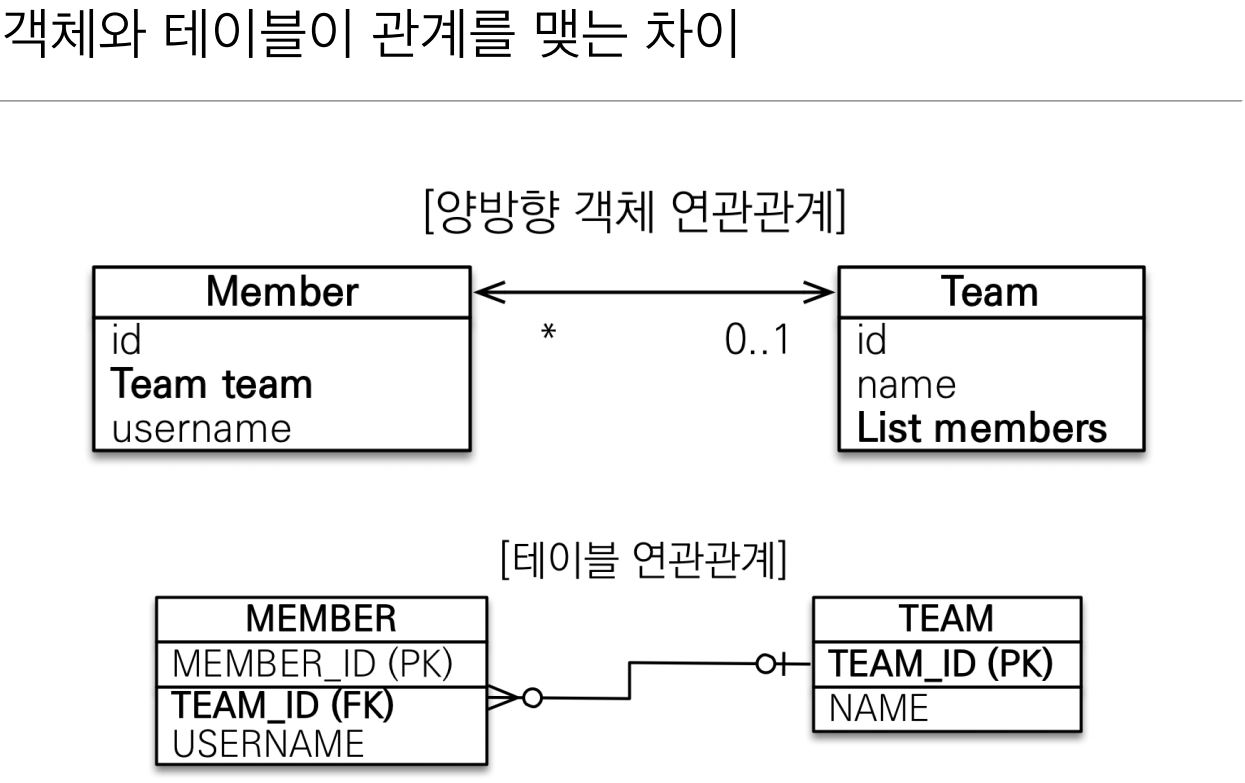 객체와 테이블이 관계를 맺는 차이
[양방향 객체 연관관계]
Member
id
Team team
username
*
0..1
Team
id
name
List members
[테이블 연관관계]
MEMBER
MEMBER_ID (PK)
TEAM_ID (FK)
USERNAME
TEAM
TEAM_ID (PK)
NAME